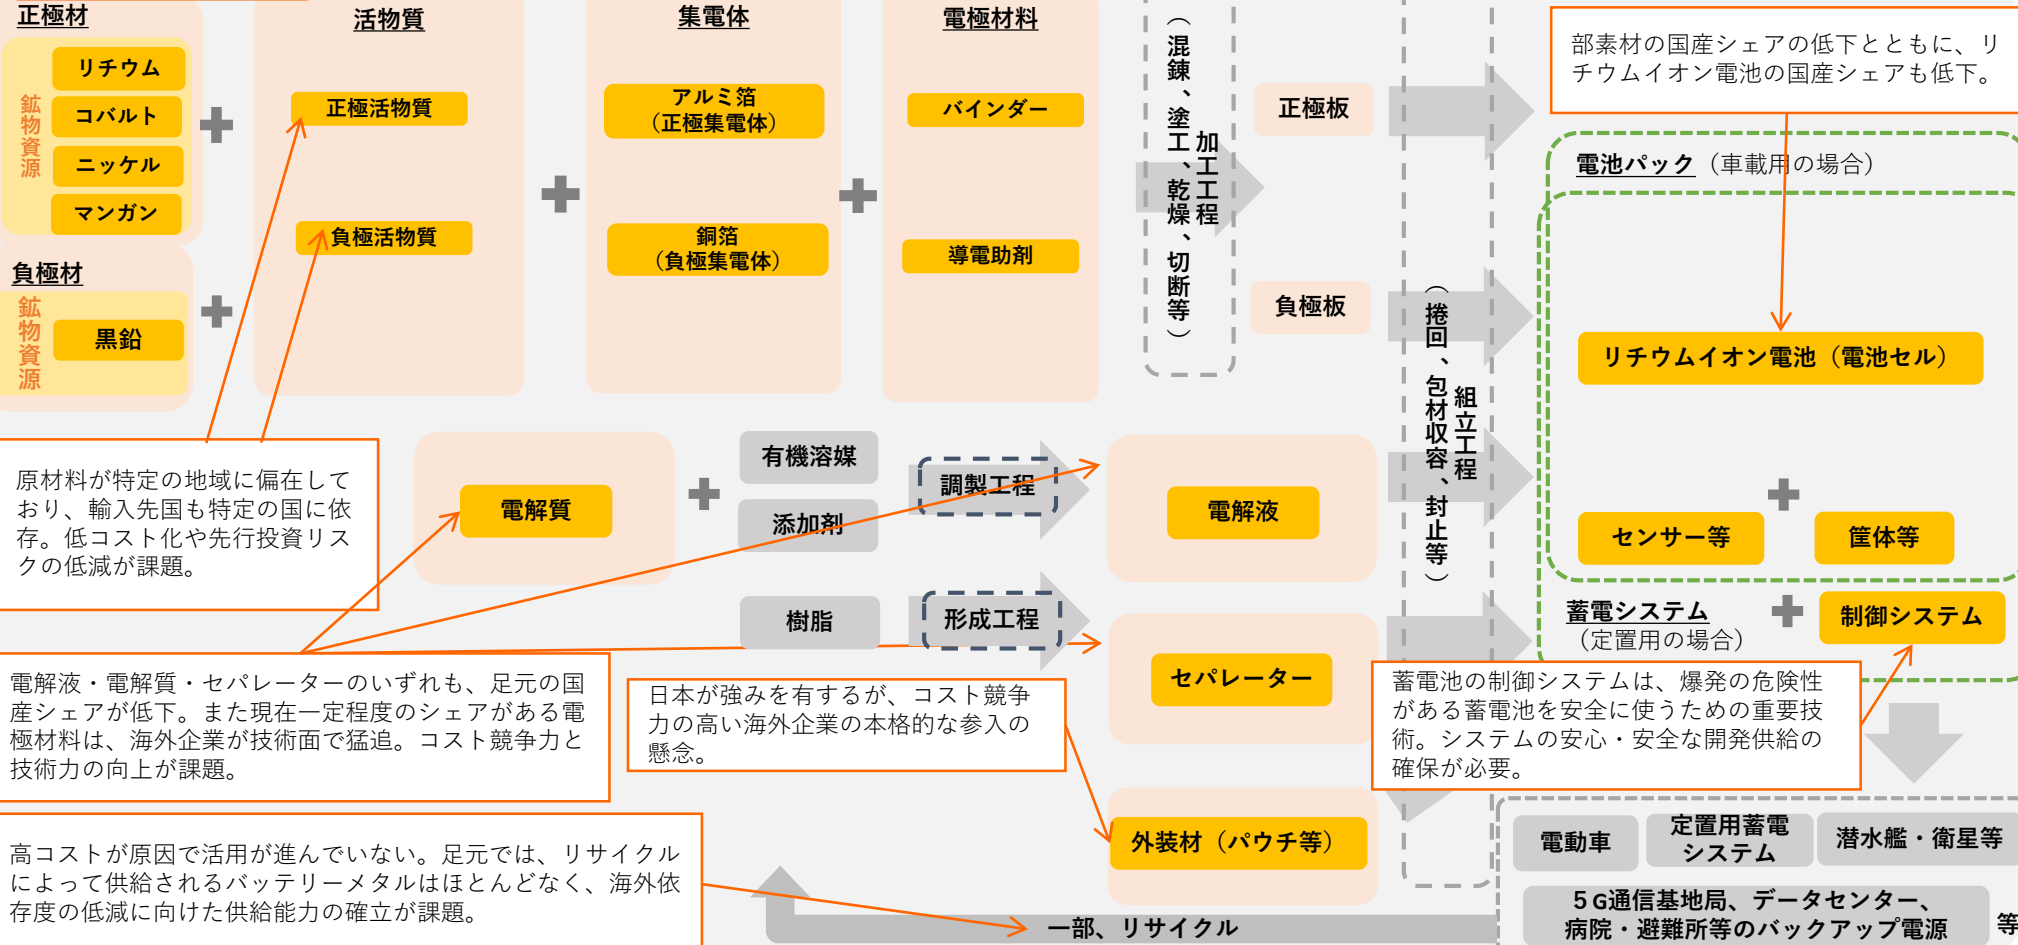 正極材
鉱物資源
リチウム
コバルト
ニッケル
マンガン
負極材
鉱物資源
黒鉛
活物質
正極活物質
負極活物質
集電体
アルミ箔
（正極集電体）
銅箔
（負極集電体）
電極材料
バインダー
導電助剤
加工工程
（混錬、塗工、乾燥、切断等）
正極板
負極板
組立工程
（捲回、包材収容、封止等）
部素材の国産シェアの低下とともに、リ
チウムイオン電池の国産シェアも低下。
電池パック（車載用の場合）
リチウムイオン電池（電池セル）
センサー等
筐体等
蓄電システム
（定置用の場合）
制御システム
原材料が特定の地域に偏在して
おり、輸入先国も特定の国に依
存。低コスト化や先行投資リス
クの低減が課題。
電解質
有機溶媒
添加剤
調製工程
電解液
樹脂
形成工程
セパレーター
電解液・電解質・セパレーターのいずれも、足元の国
産シェアが低下。また現在一定程度のシェアがある電
極材料は、海外企業が技術面で猛追。コスト競争力と
技術力の向上が課題。
日本が強みを有するが、コスト競争
力の高い海外企業の本格的な参入の
懸念。
蓄電池の制御システムは、爆発の危険性
がある蓄電池を安全に使うための重要技
術。システムの安心・安全な開発供給の
確保が必要。
外装材（パウチ等）
高コストが原因で活用が進んでいない。足元では、リサイクル
によって供給されるバッテリーメタルはほとんどなく、海外依
存度の低減に向けた供給能力の確立が課題。
一部、リサイクル
電動車
定置用蓄電
システム
潜水艦・衛星等
５G通信基地局、データセンター、
病院・避難所等のバックアップ電源
等